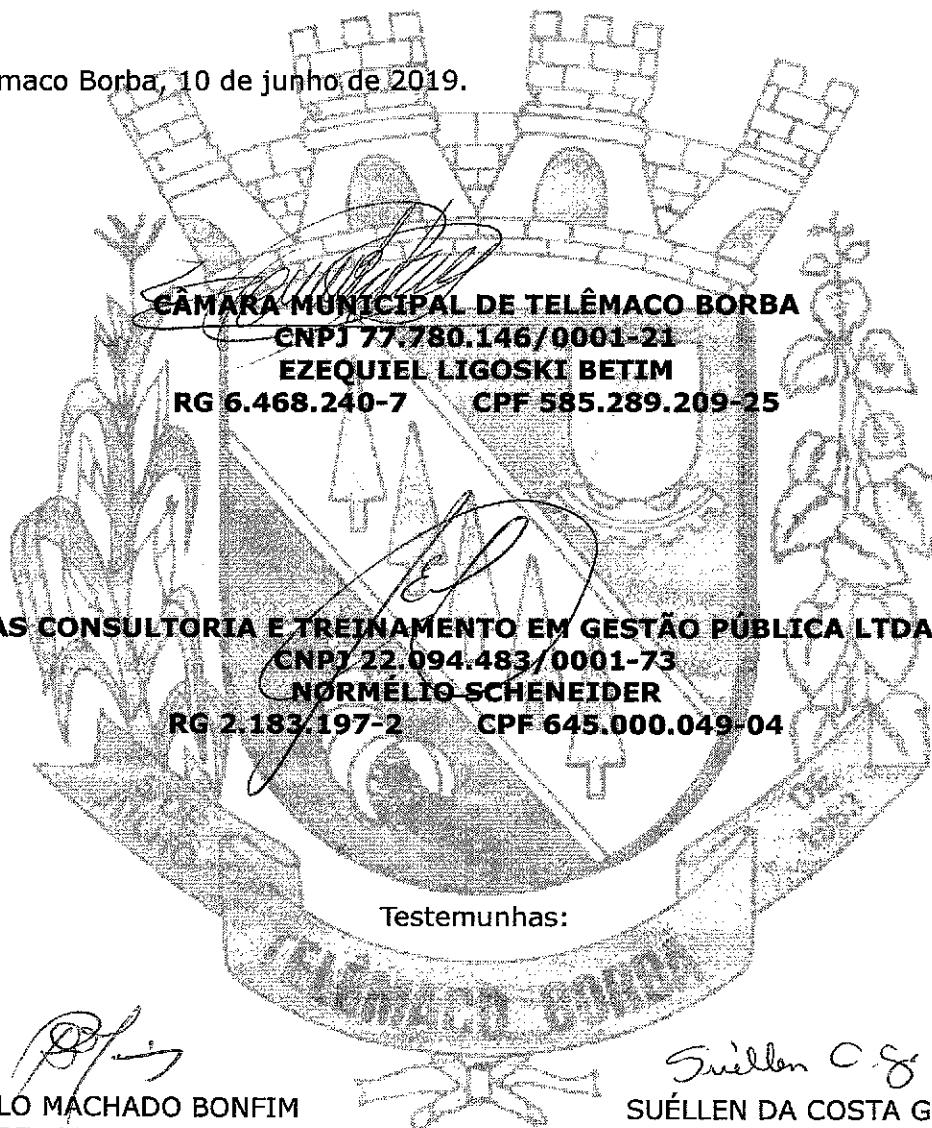 maco Borba, 10 de junho de 2019.
CÂMARA MUNICIPAL DE TELÊMACO BORBA
CNPJ 77.780.146/0001-21
EZEQUIEL LIGOSKI BETIM
RG 6.468.240-7 CPF 585.289.209-25
AS CONSULTORIA E TREINAMENTO EM GESTÃO PÚBLICA LTDA
CNPJ 22.094.483/0001-73
NORMÉLIO SCHENEIDER
RG 2.183.197-2 CPF 645.000.049-04
Testemunhas:
TELÊMACO BORBA
Suéllen C. G
LO MACHADO BONFIM
SUÉLLEN DA COSTA G